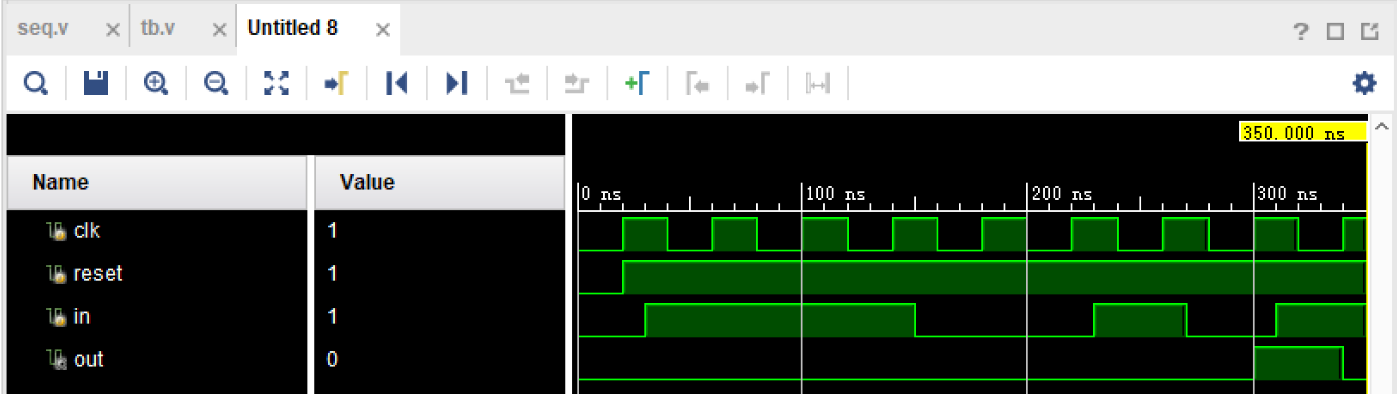 seq.v × tb.v × Untitled 8 ×
?
350.000 ns
Name Value
0 ns 100 ns 200 ns 300 ns
clk 1
reset 1
in 1
out 0